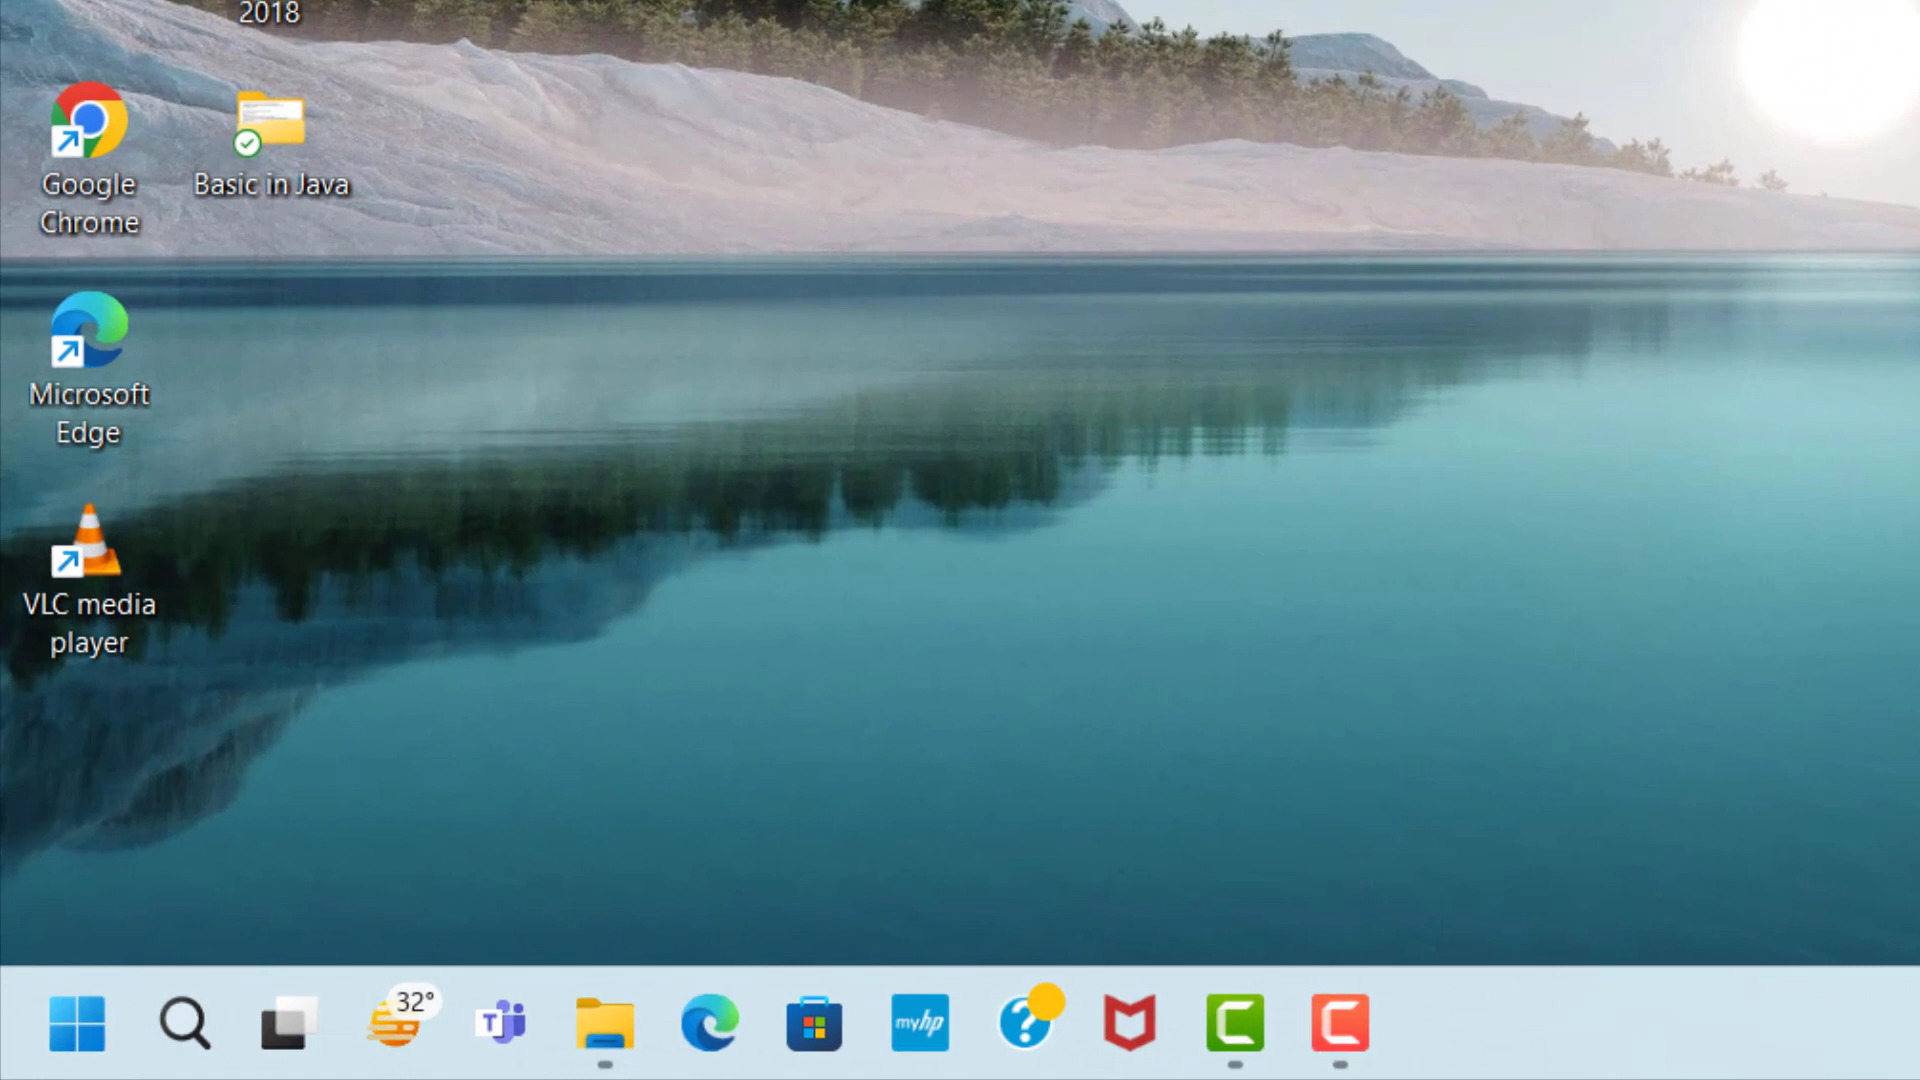 2018
Google
Chrome
Basic in Java
Microsoft
Edge
VLC media
player
32°
T
myhp
?